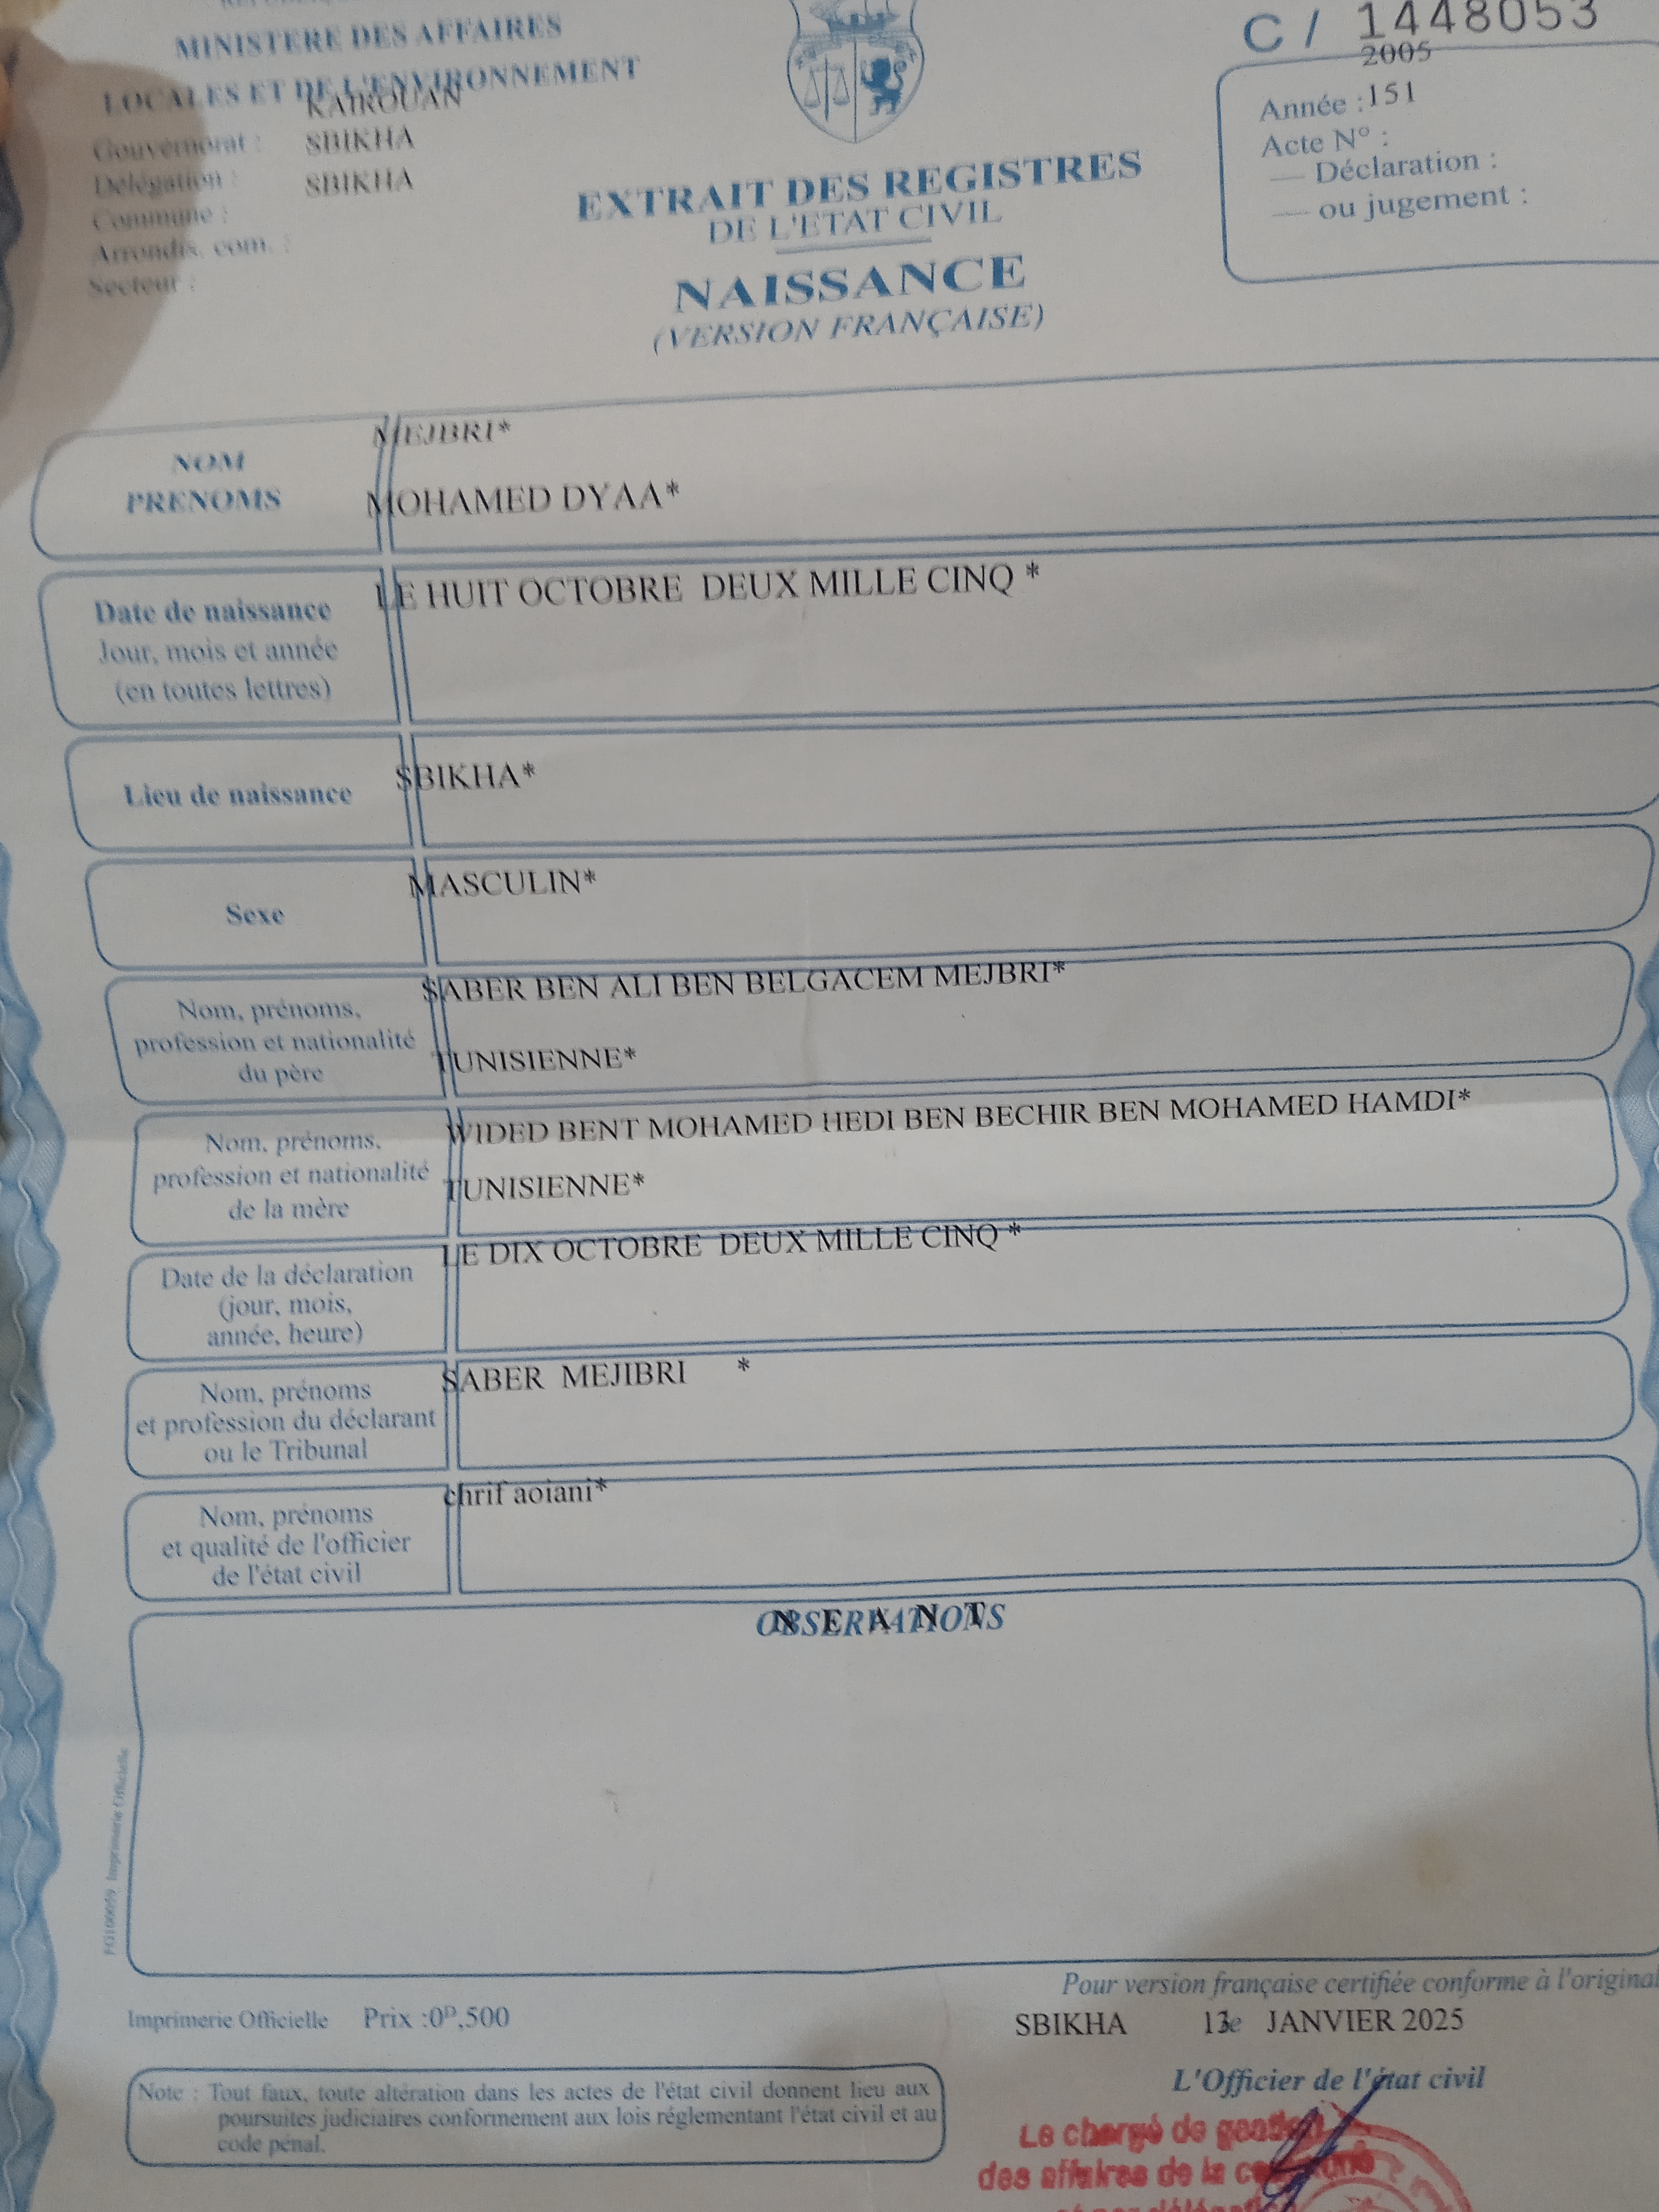 MINISTERE DES AFFAIRES
LOCALES ET DE L'ENVIRONNEMENT
KAIROUAN
Gouvernorat : SBIKHA
Délégation : SBIKHA
Commune :
Arrondis. com. :
Secteur :
C / 1448053
2005
Année : 151
Acte N° :
— Déclaration :
— ou jugement :
EXTRAIT DES REGISTRES
DE L'ETAT CIVIL
NAISSANCE
(VERSION FRANÇAISE)
NOM
PRENOMS
MEJBRI*
MOHAMED DYAA*
Date de naissance
Jour, mois et année
(en toutes lettres)
LE HUIT OCTOBRE DEUX MILLE CINQ *
Lieu de naissance
SBIKHA*
Sexe
MASCULIN*
Nom, prénoms,
profession et nationalité
du père
SABER BEN ALI BEN BELGACEM MEJBRI*
TUNISIENNE*
Nom, prénoms,
profession et nationalité
de la mère
WIDED BENT MOHAMED HEDI BEN BECHIR BEN MOHAMED HAMDI*
TUNISIENNE*
Date de la déclaration
(jour, mois,
année, heure)
LE DIX OCTOBRE DEUX MILLE CINQ *
Nom, prénoms
et profession du déclarant
ou le Tribunal
SABER MEJIBRI *
Nom, prénoms
et qualité de l'officier
de l'état civil
chrif aoiani*
OBSERVATIONS
N E A N T
Imprimerie Officielle
Pour version française certifiée conforme à l'original
Imprimerie Officielle Prix :0ᴰ,500
SBIKHA 13 JANVIER 2025
L'Officier de l'état civil
Note : Tout faux, toute altération dans les actes de l'état civil donnent lieu aux
poursuites judiciaires conformement aux lois réglementant l'état civil et au
code pénal.
Le chargé de gestion
des affaires de la commune